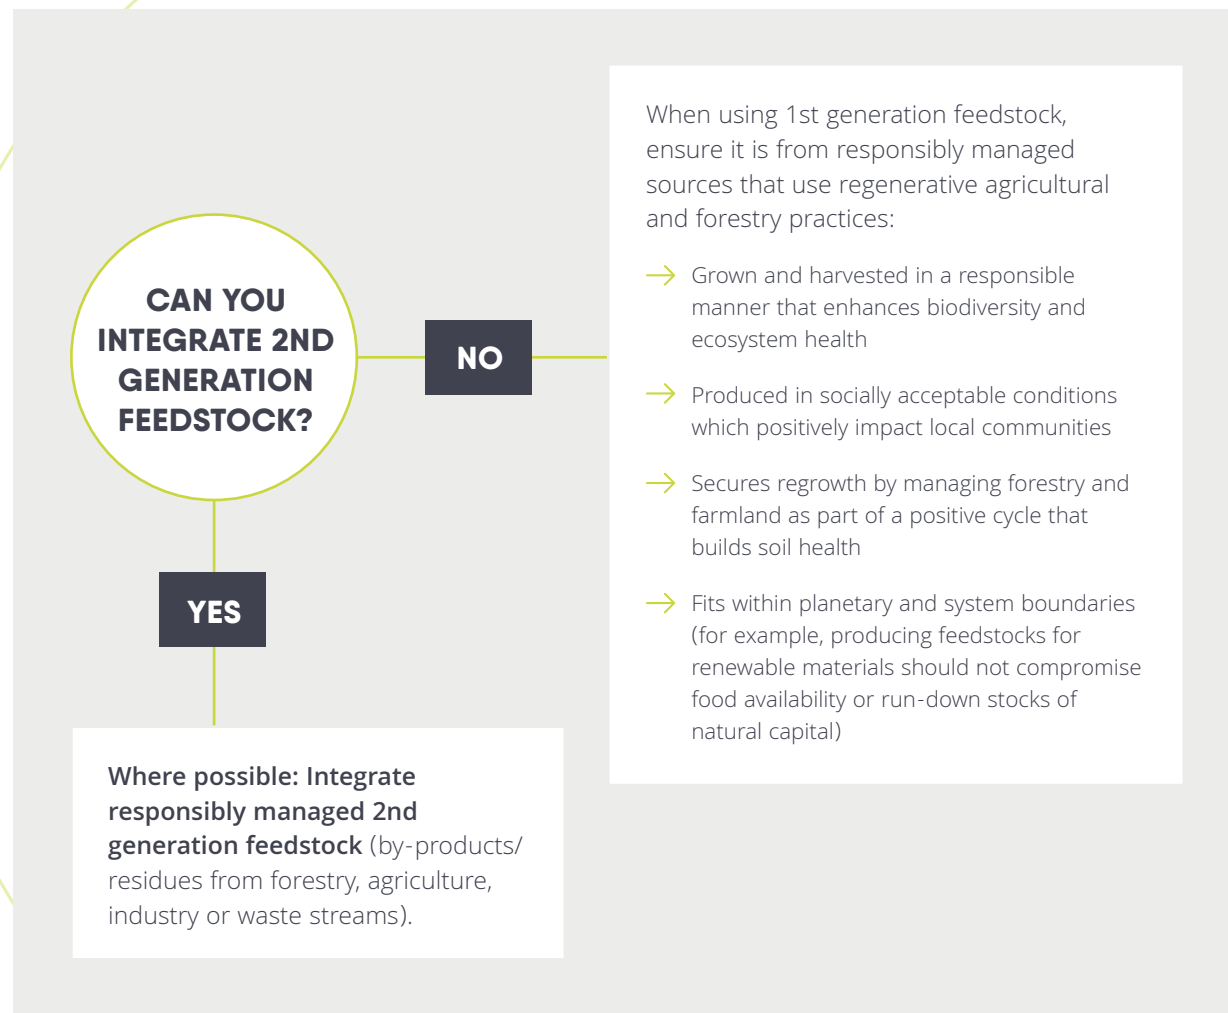 CAN YOU
INTEGRATE 2ND
GENERATION
FEEDSTOCK?
NO
When using 1st generation feedstock,
ensure it is from responsibly managed
sources that use regenerative agricultural
and forestry practices:
Grown and harvested in a responsible
manner that enhances biodiversity and
ecosystem health
Produced in socially acceptable conditions
which positively impact local communities
Secures regrowth by managing forestry and
farmland as part of a positive cycle that
builds soil health
Fits within planetary and system boundaries
(for example, producing feedstocks for
renewable materials should not compromise
food availability or run-down stocks of
natural capital)
YES
Where possible: Integrate
responsibly managed 2nd
generation feedstock (by-products/
residues from forestry, agriculture,
industry or waste streams).